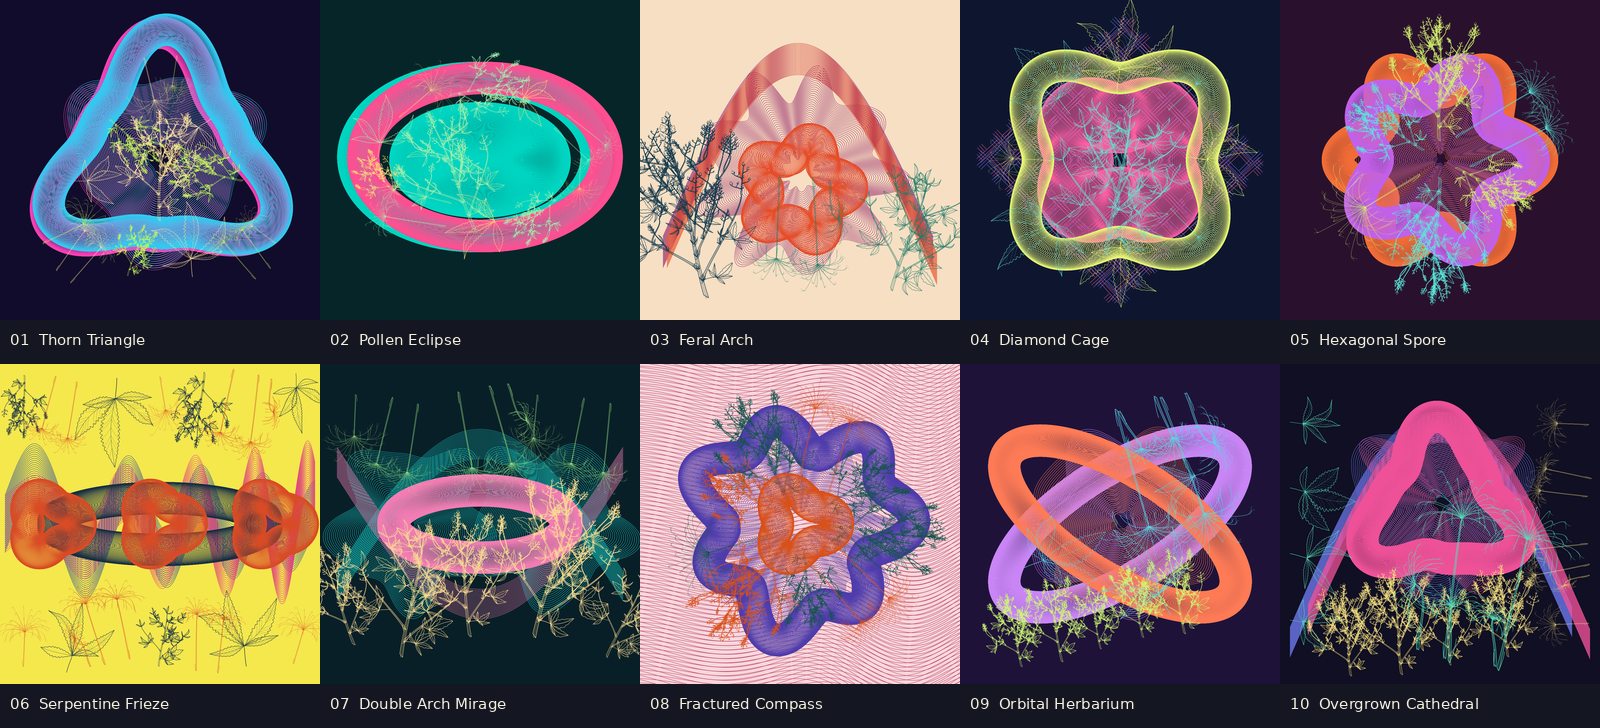 01 Thorn Triangle
02 Pollen Eclipse
03 Feral Arch
04 Diamond Cage
05 Hexagonal Spore
06 Serpentine Frieze
07 Double Arch Mirage
08 Fractured Compass
09 Orbital Herbarium
10 Overgrown Cathedral